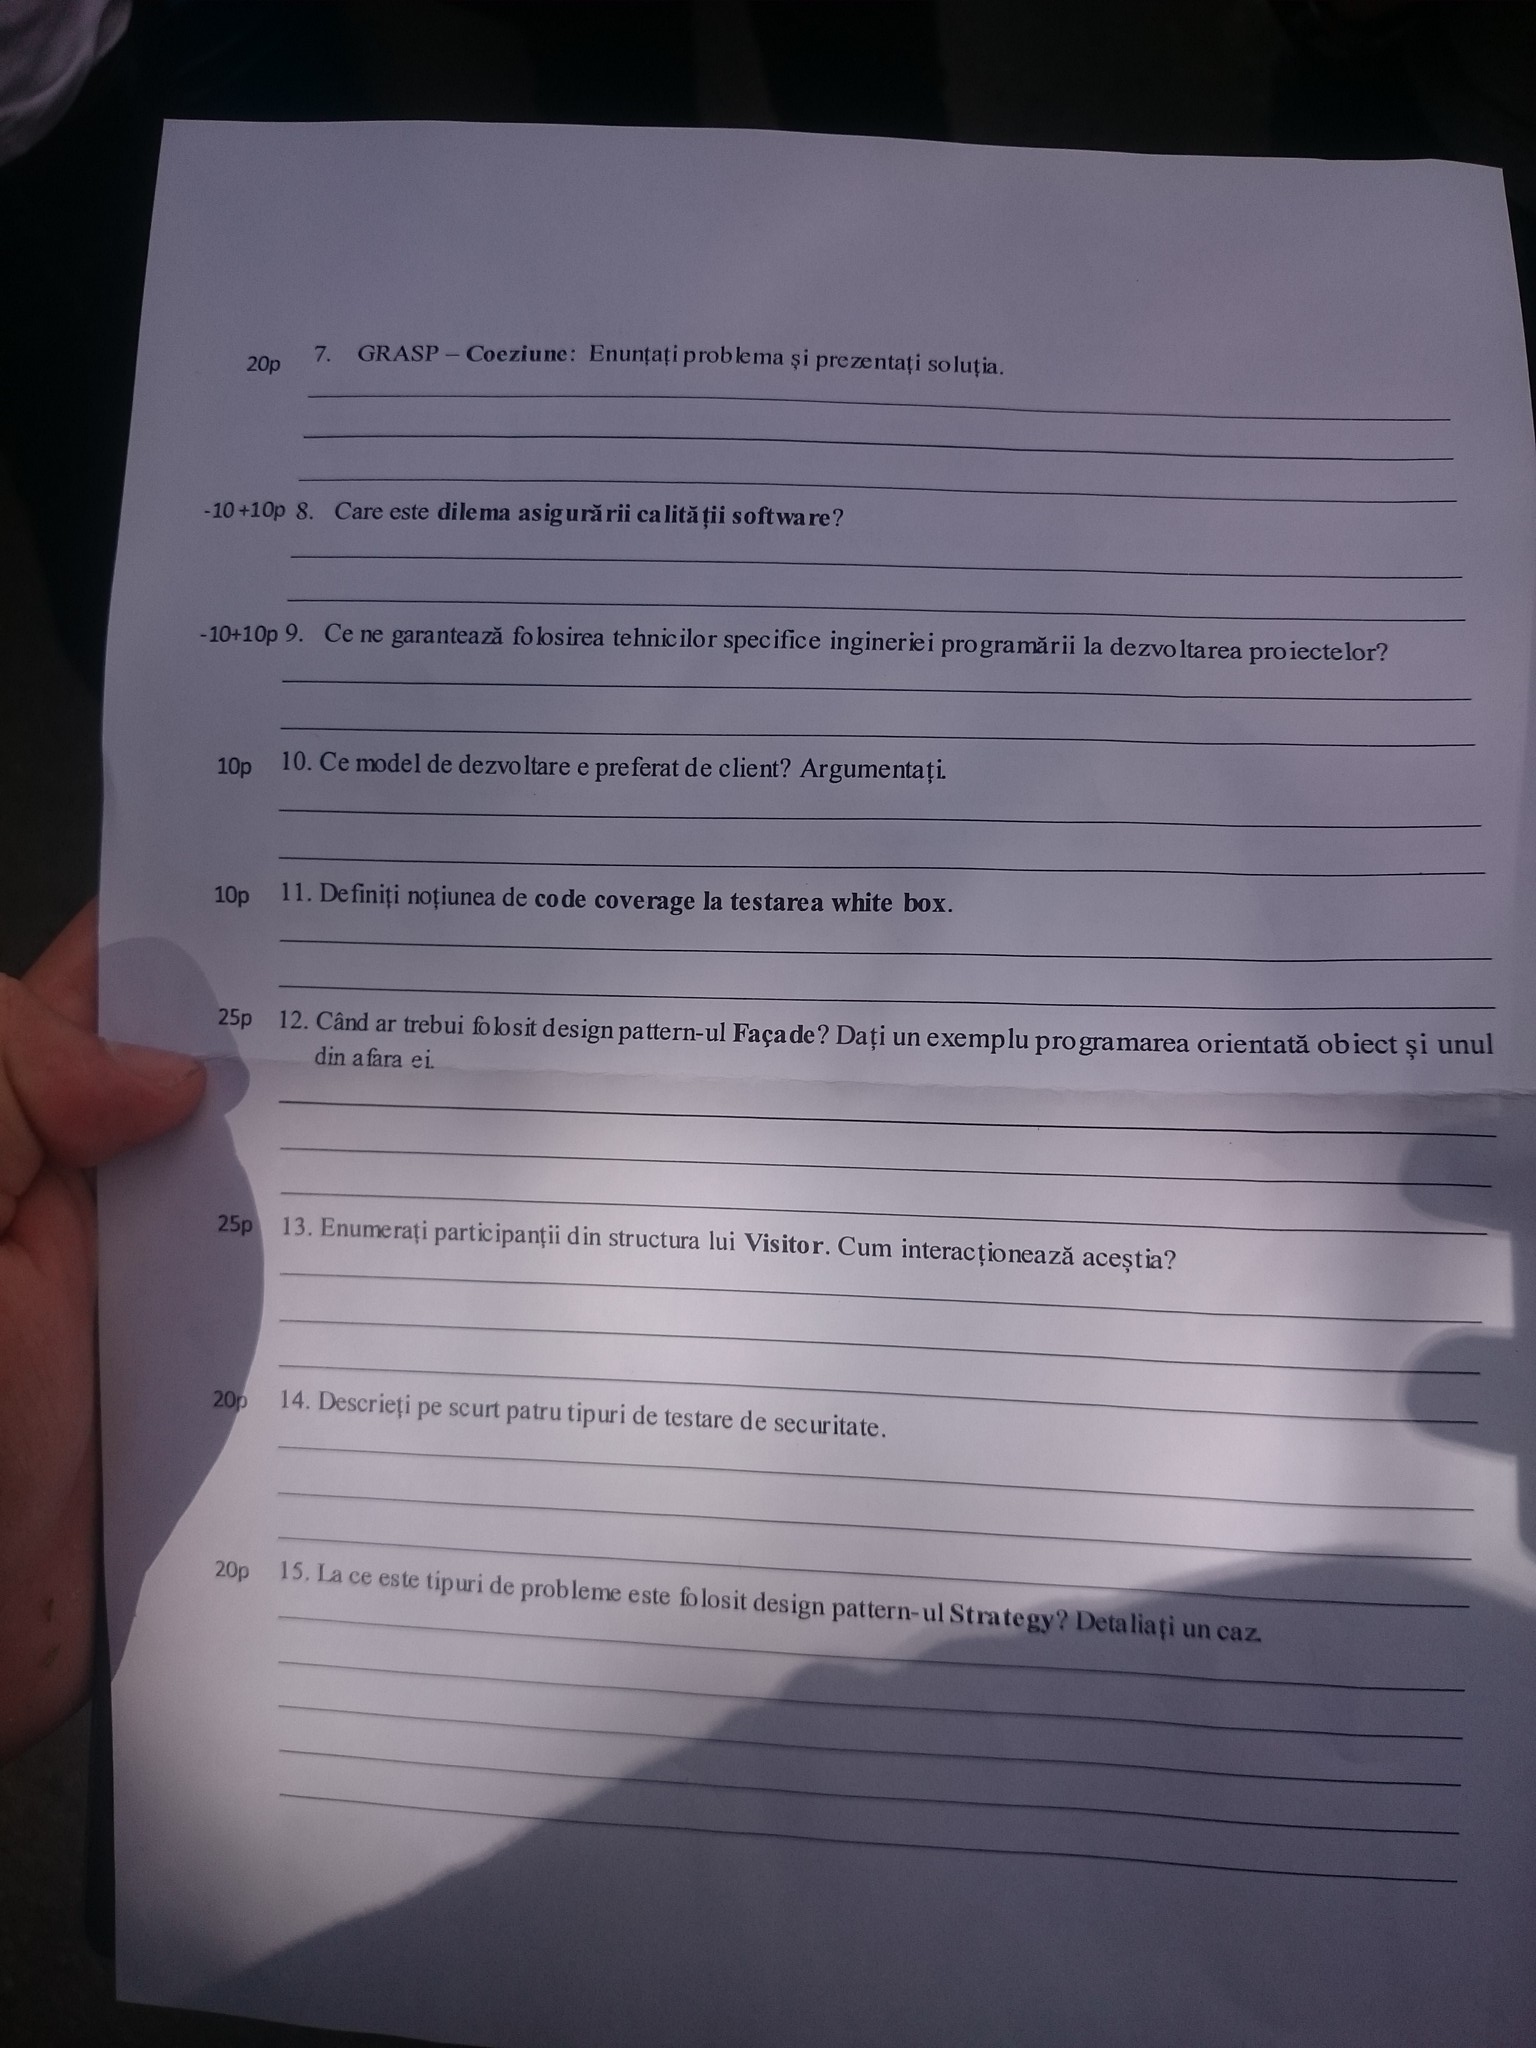 20p 7. GRASP – Coeziune: Enunțați problema și prezentați soluția.
-10+10p 8. Care este dilema asigurării calității software?
-10+10p 9. Ce ne garantează folosirea tehnicilor specifice ingineriei programării la dezvoltarea proiectelor?
10p 10. Ce model de dezvoltare e preferat de client? Argumentați.
10p 11. Definiți noțiunea de code coverage la testarea white box.
25p 12. Când ar trebui folosit design pattern-ul Façade? Dați un exemplu programarea orientată obiect și unul
din afara ei.
25p 13. Enumerați participanții din structura lui Visitor. Cum interacționează aceștia?
20p 14. Descrieți pe scurt patru tipuri de testare de securitate.
20p 15. La ce este tipuri de probleme este folosit design pattern-ul Strategy? Detaliați un caz.